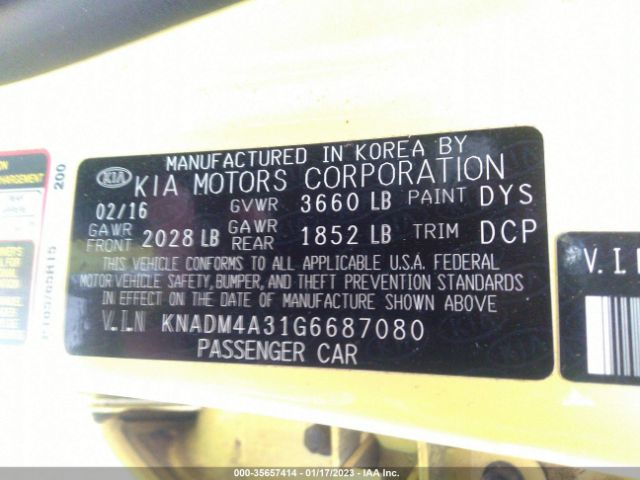 MANUFACTURED IN KOREA BY
KIA KIA MOTORS CORPORATION
02/16 GVWR 3660 LB PAINT DYS
GAWR FRONT 2028 LB GAWR REAR 1852 LB TRIM DCP
THIS VEHICLE CONFORMS TO ALL APPLICABLE U.S.A. FEDERAL
MOTOR VEHICLE SAFETY, BUMPER, AND THEFT PREVENTION STANDARDS
IN EFFECT ON THE DATE OF MANUFACTURE SHOWN ABOVE
V.I.N KNADM4A31G6687080
PASSENGER CAR
200
V.I.N
000-35657414 - 01/17/2023 - IAA Inc.